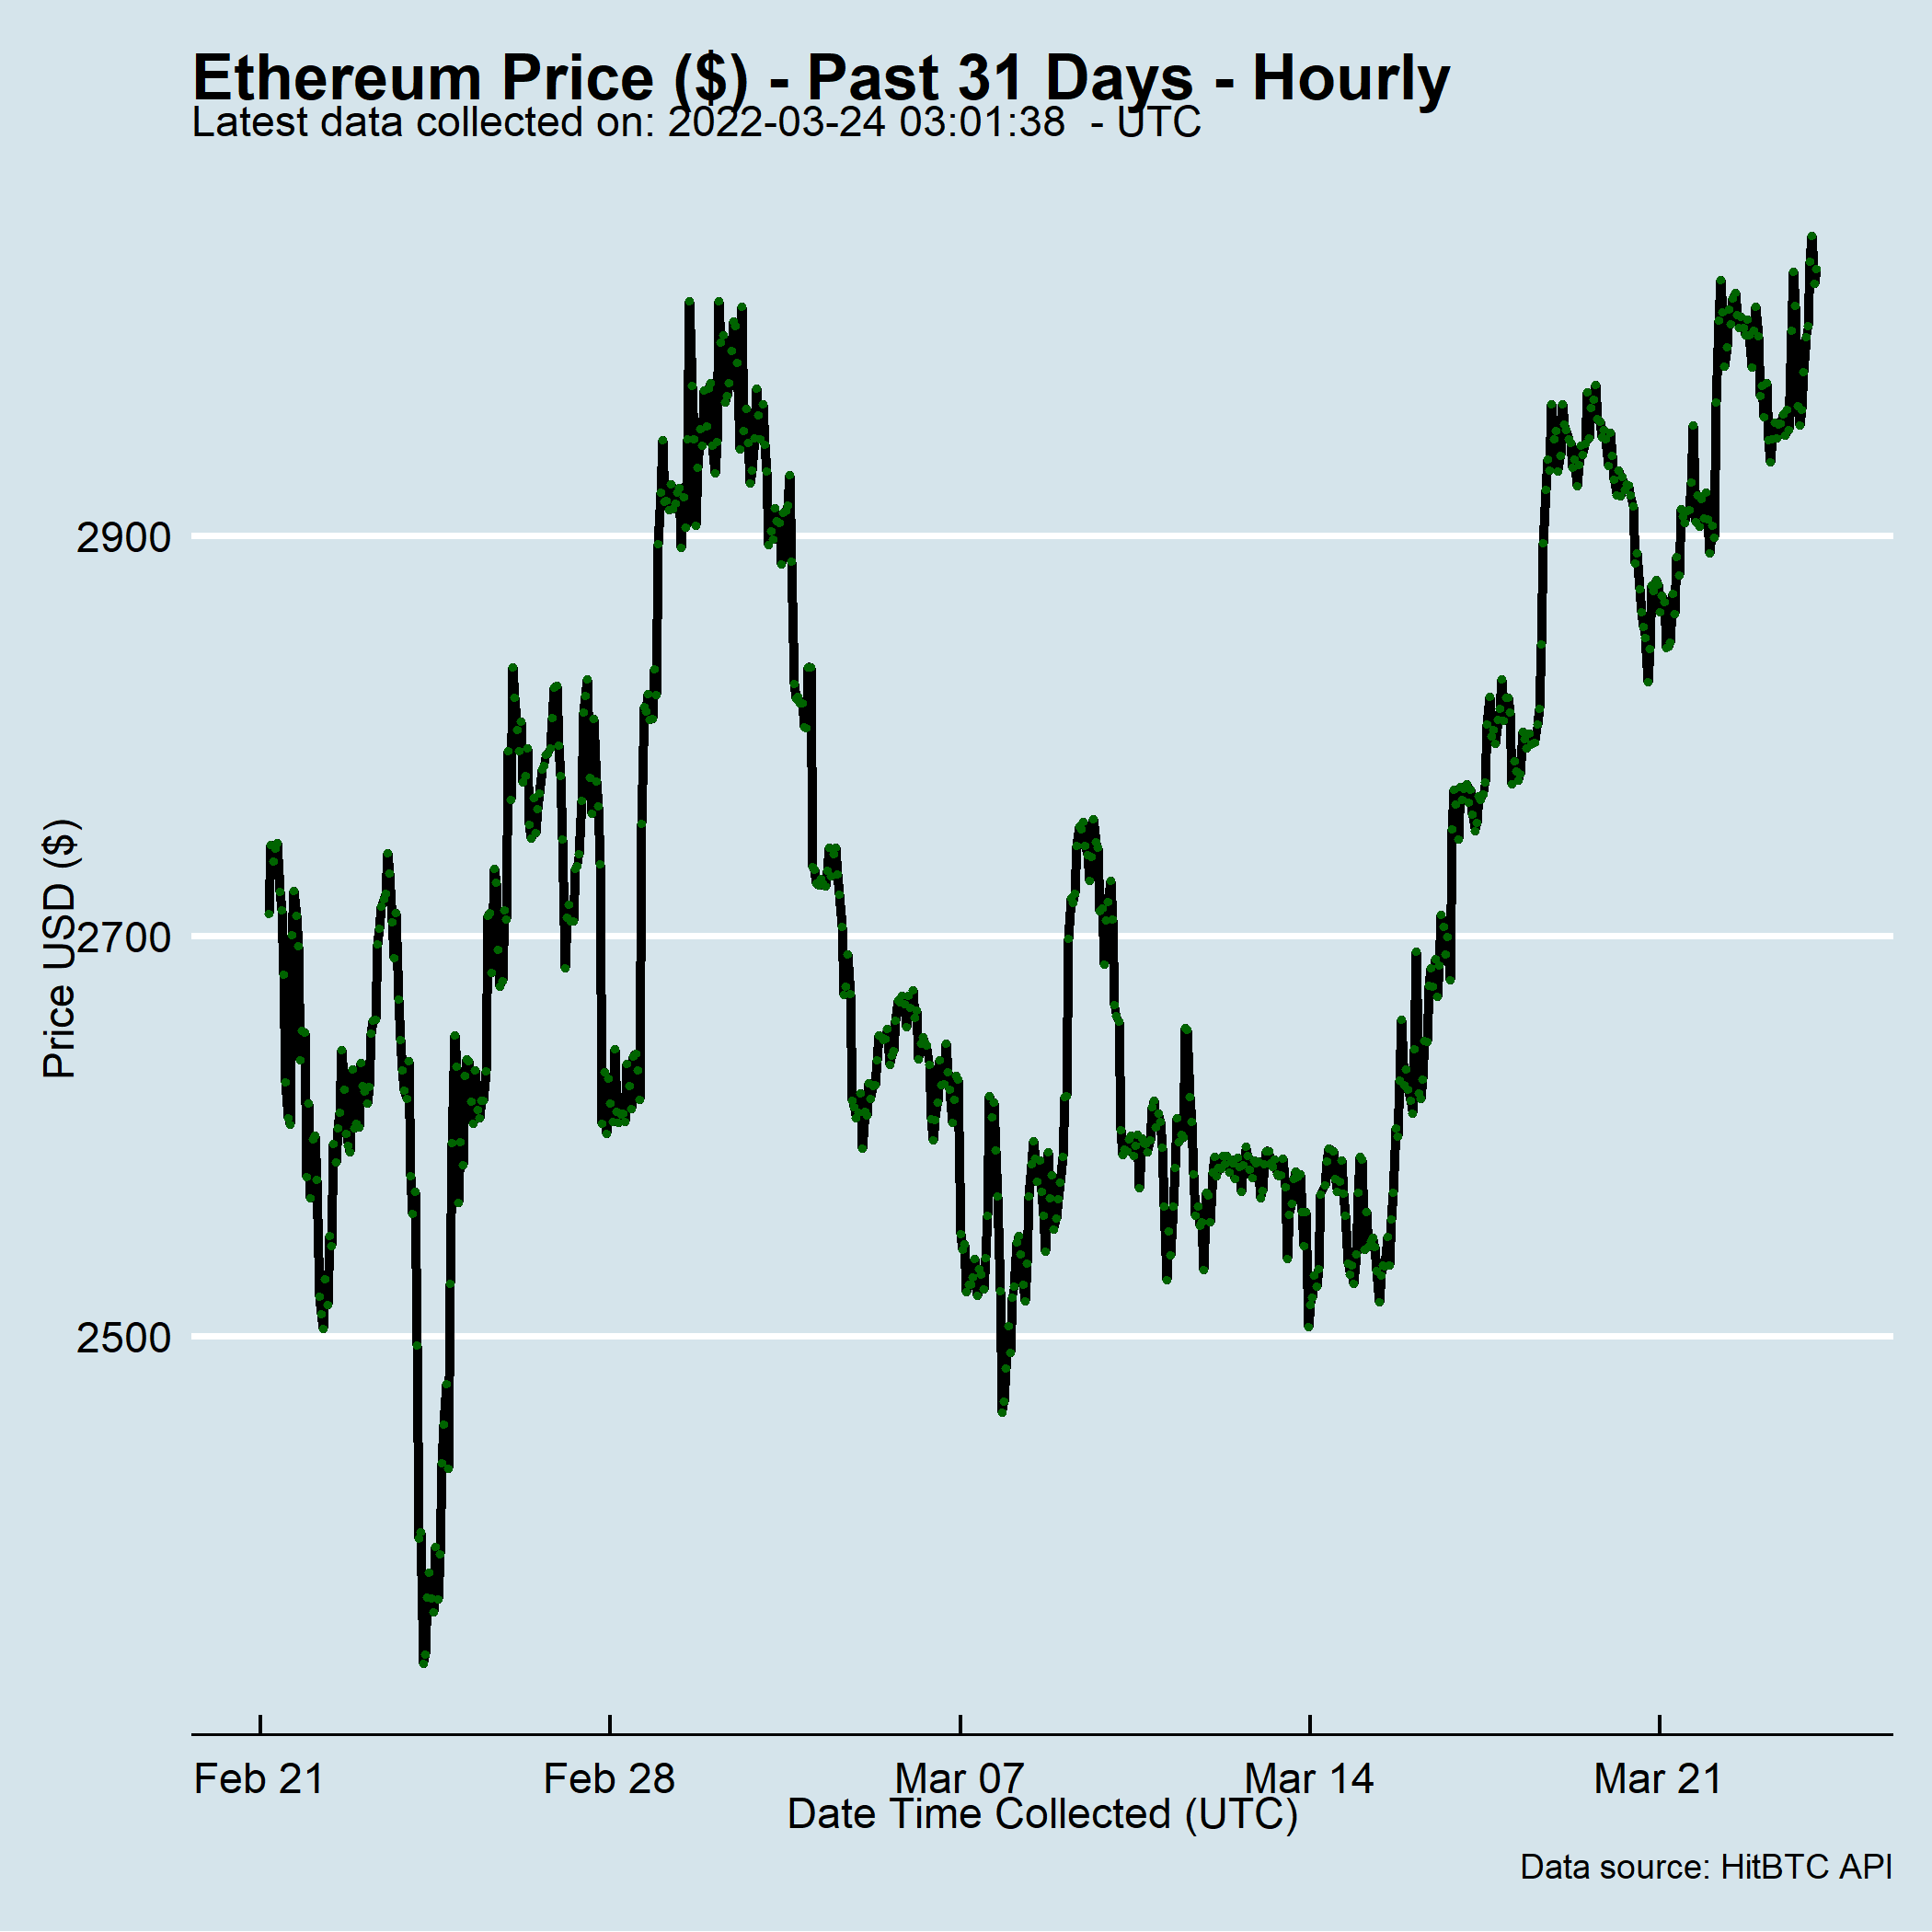 Ethereum Price ($) - Past 31 Days - Hourly
Latest data collected on: 2022-03-24 03:01:38  - UTC
2900
2700
2500
Price USD ($)
Feb 21
Feb 28
Mar 07
Mar 14
Mar 21
Date Time Collected (UTC)
Data source: HitBTC API